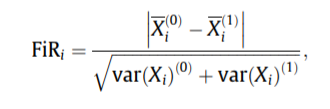 FiR_i = |X̅_i^(0) − X̅_i^(1)| / √(var(X_i)^(0) + var(X_i)^(1)),